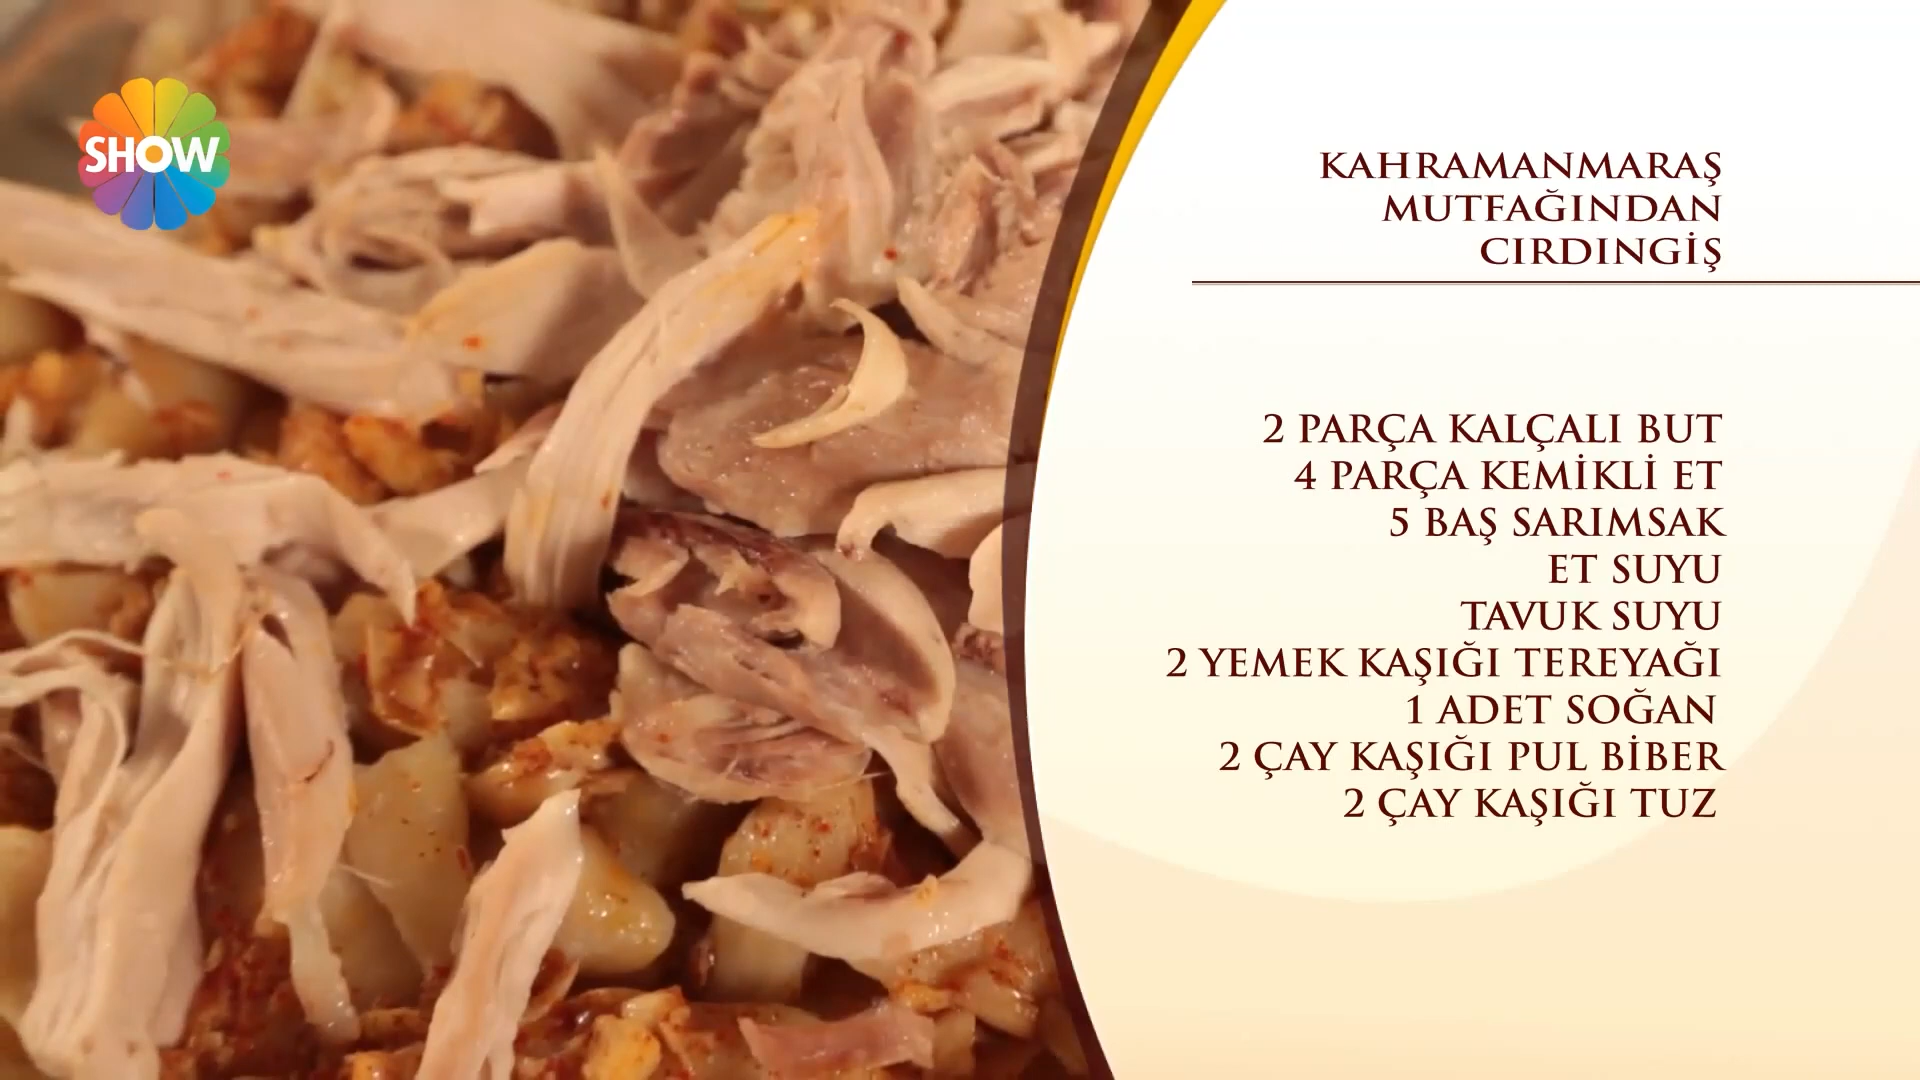 SHOW
KAHRAMANMARAŞ
MUTFAĞINDAN
CIRDINGİŞ
2 PARÇA KALÇALI BUT
4 PARÇA KEMİKLİ ET
5 BAŞ SARIMSAK
ET SUYU
TAVUK SUYU
2 YEMEK KAŞIĞI TEREYAĞI
1 ADET SOĞAN
2 ÇAY KAŞIĞI PUL BİBER
2 ÇAY KAŞIĞI TUZ